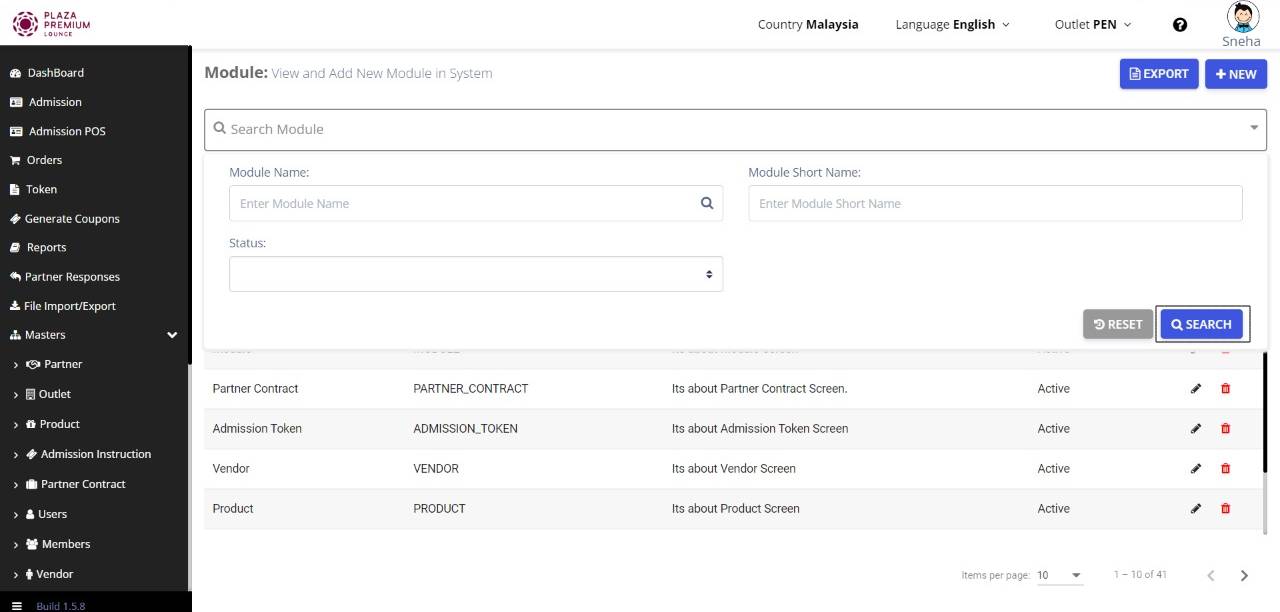 PLAZA
PREMIUM
LOUNGE
Country Malaysia
Language English
Outlet PEN
Sneha
DashBoard
Admission
Admission POS
Orders
Token
Generate Coupons
Reports
Partner Responses
File Import/Export
Masters
Partner
Outlet
Product
Admission Instruction
Partner Contract
Users
Members
Vendor
Build 1.5.8
Module: View and Add New Module in System
EXPORT
NEW
Search Module
Module Name:
Module Short Name:
Enter Module Name
Enter Module Short Name
Status:
RESET
SEARCH
Partner Contract PARTNER_CONTRACT Its about Partner Contract Screen. Active
Admission Token ADMISSION_TOKEN Its about Admission Token Screen Active
Vendor VENDOR Its about Vendor Screen Active
Product PRODUCT Its about Product Screen Active
Items per page: 10 1 – 10 of 41